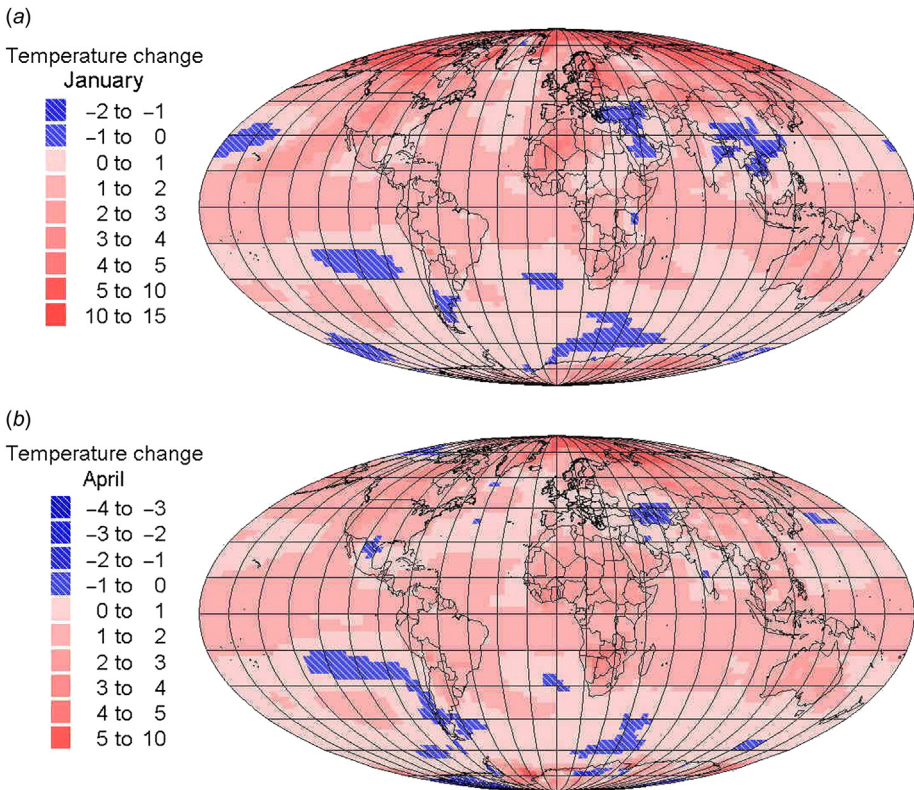 (a)
Temperature change
January
−2 to −1
−1 to 0
0 to 1
1 to 2
2 to 3
3 to 4
4 to 5
5 to 10
10 to 15
(b)
Temperature change
April
−4 to −3
−3 to −2
−2 to −1
−1 to 0
0 to 1
1 to 2
2 to 3
3 to 4
4 to 5
5 to 10